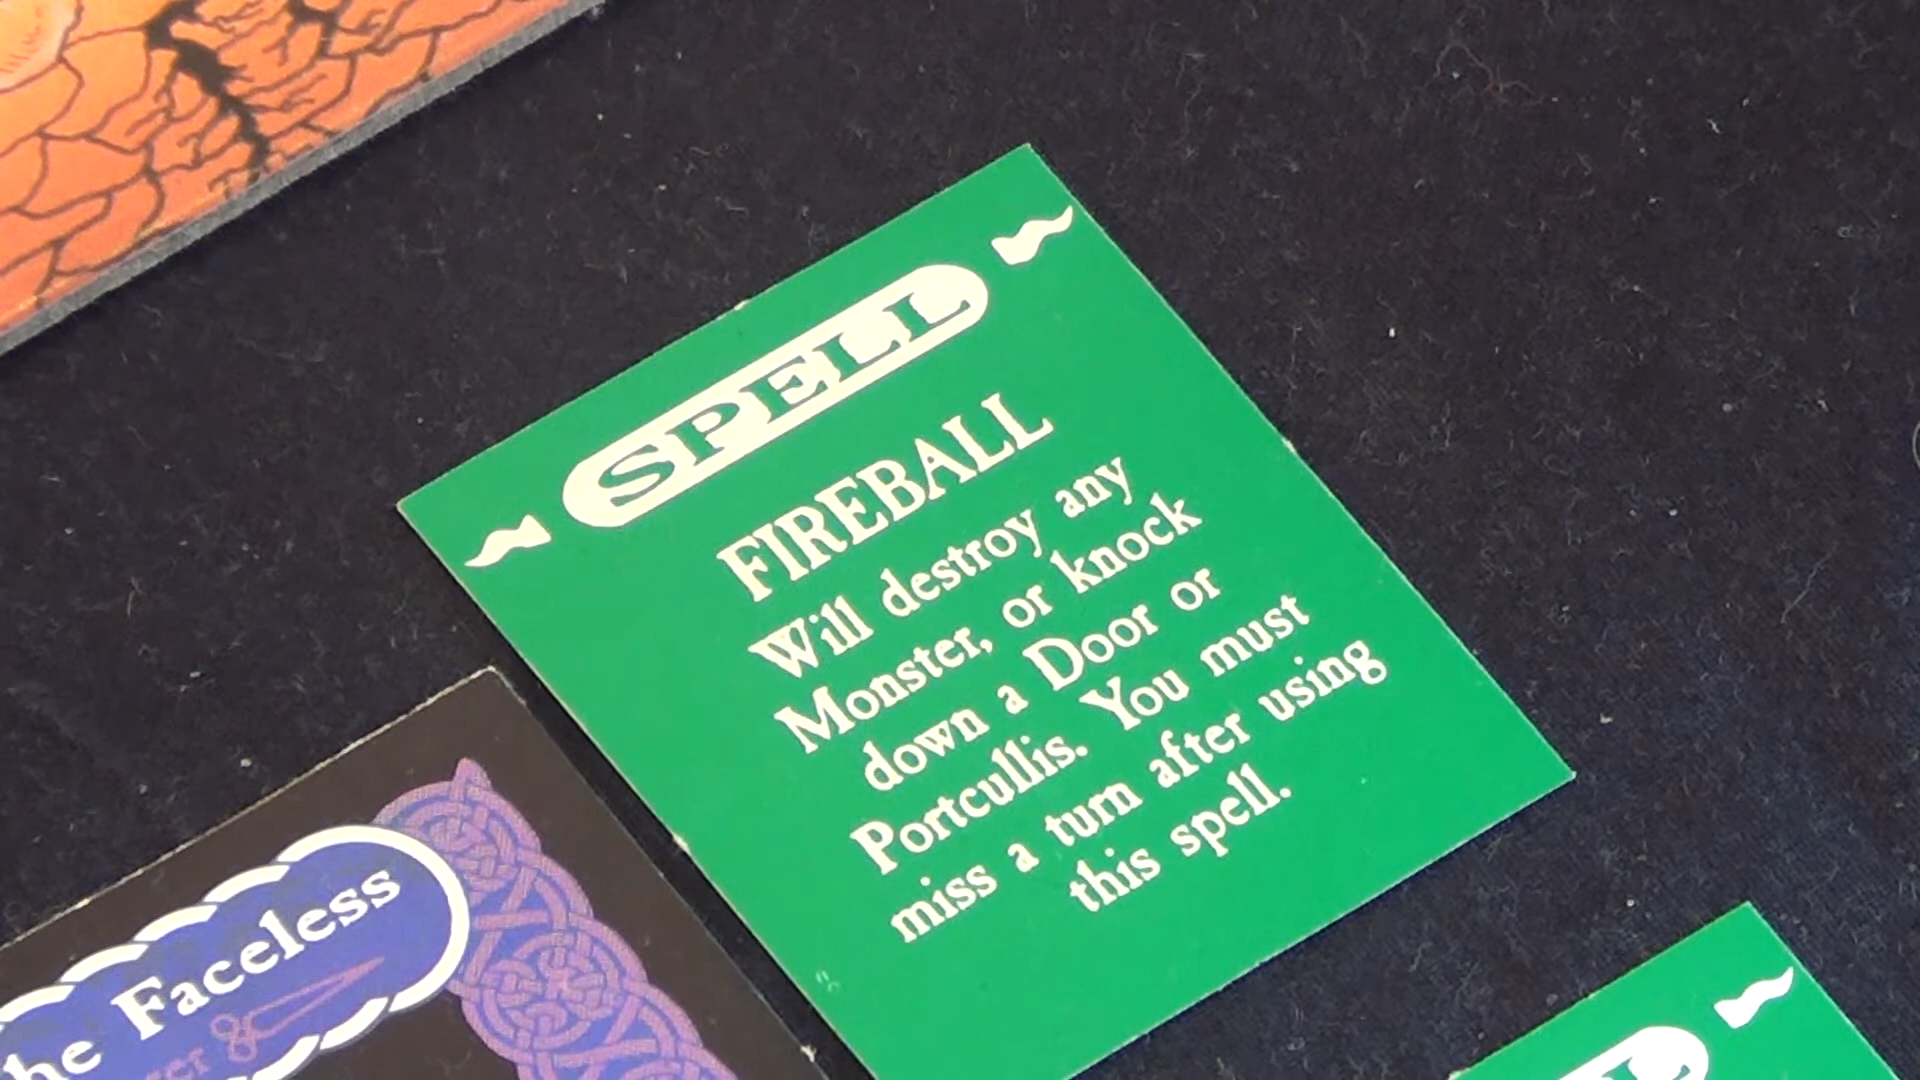 SPELL
FIREBALL
Will destroy any
Monster, or knock
down a Door or
Portcullis. You must
miss a turn after using
this spell.
Faceless